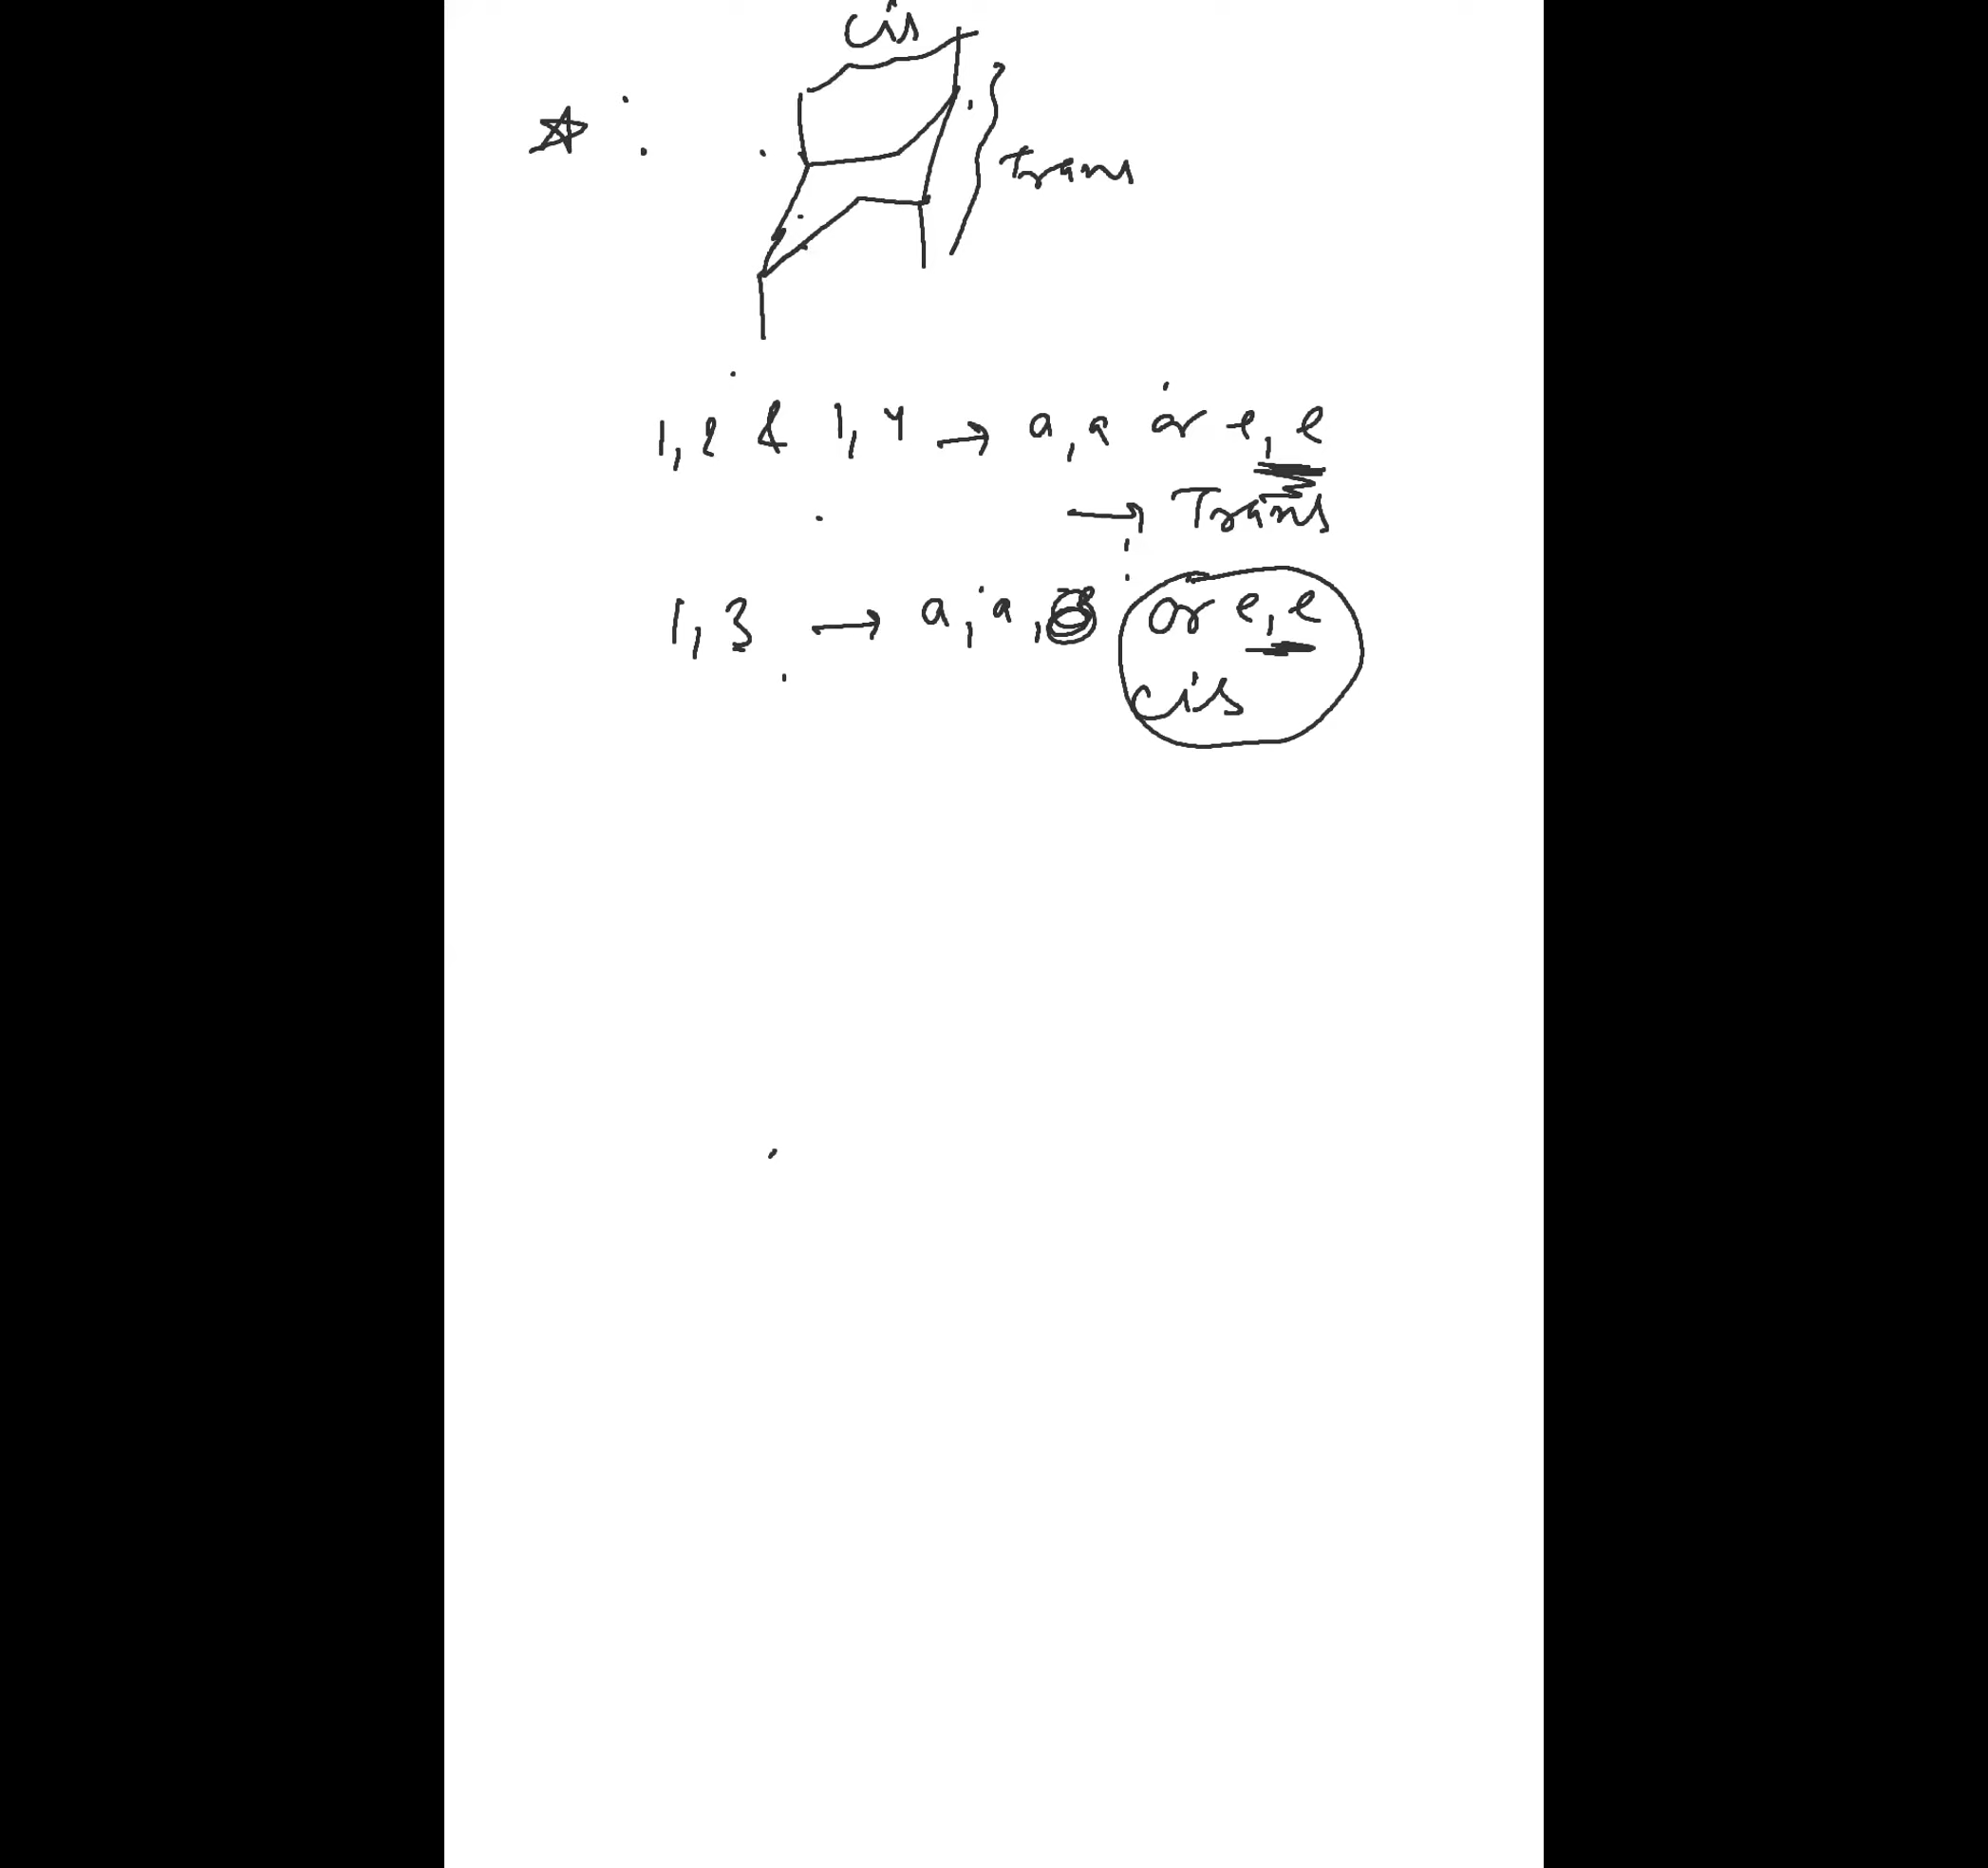 cis
Trans
1,2 & 1,4 → a,a or e,e
→ Trans
1,3 → a,a, or e,e
cis